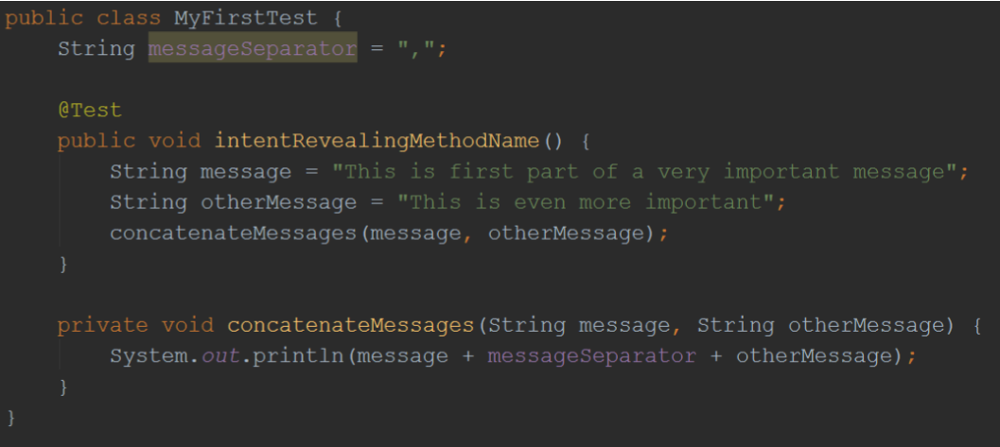 public class MyFirstTest {
    String messageSeparator = ",";

    @Test
    public void intentRevealingMethodName() {
        String message = "This is first part of a very important message";
        String otherMessage = "This is even more important";
        concatenateMessages(message, otherMessage);
    }

    private void concatenateMessages(String message, String otherMessage) {
        System.out.println(message + messageSeparator + otherMessage);
    }
}